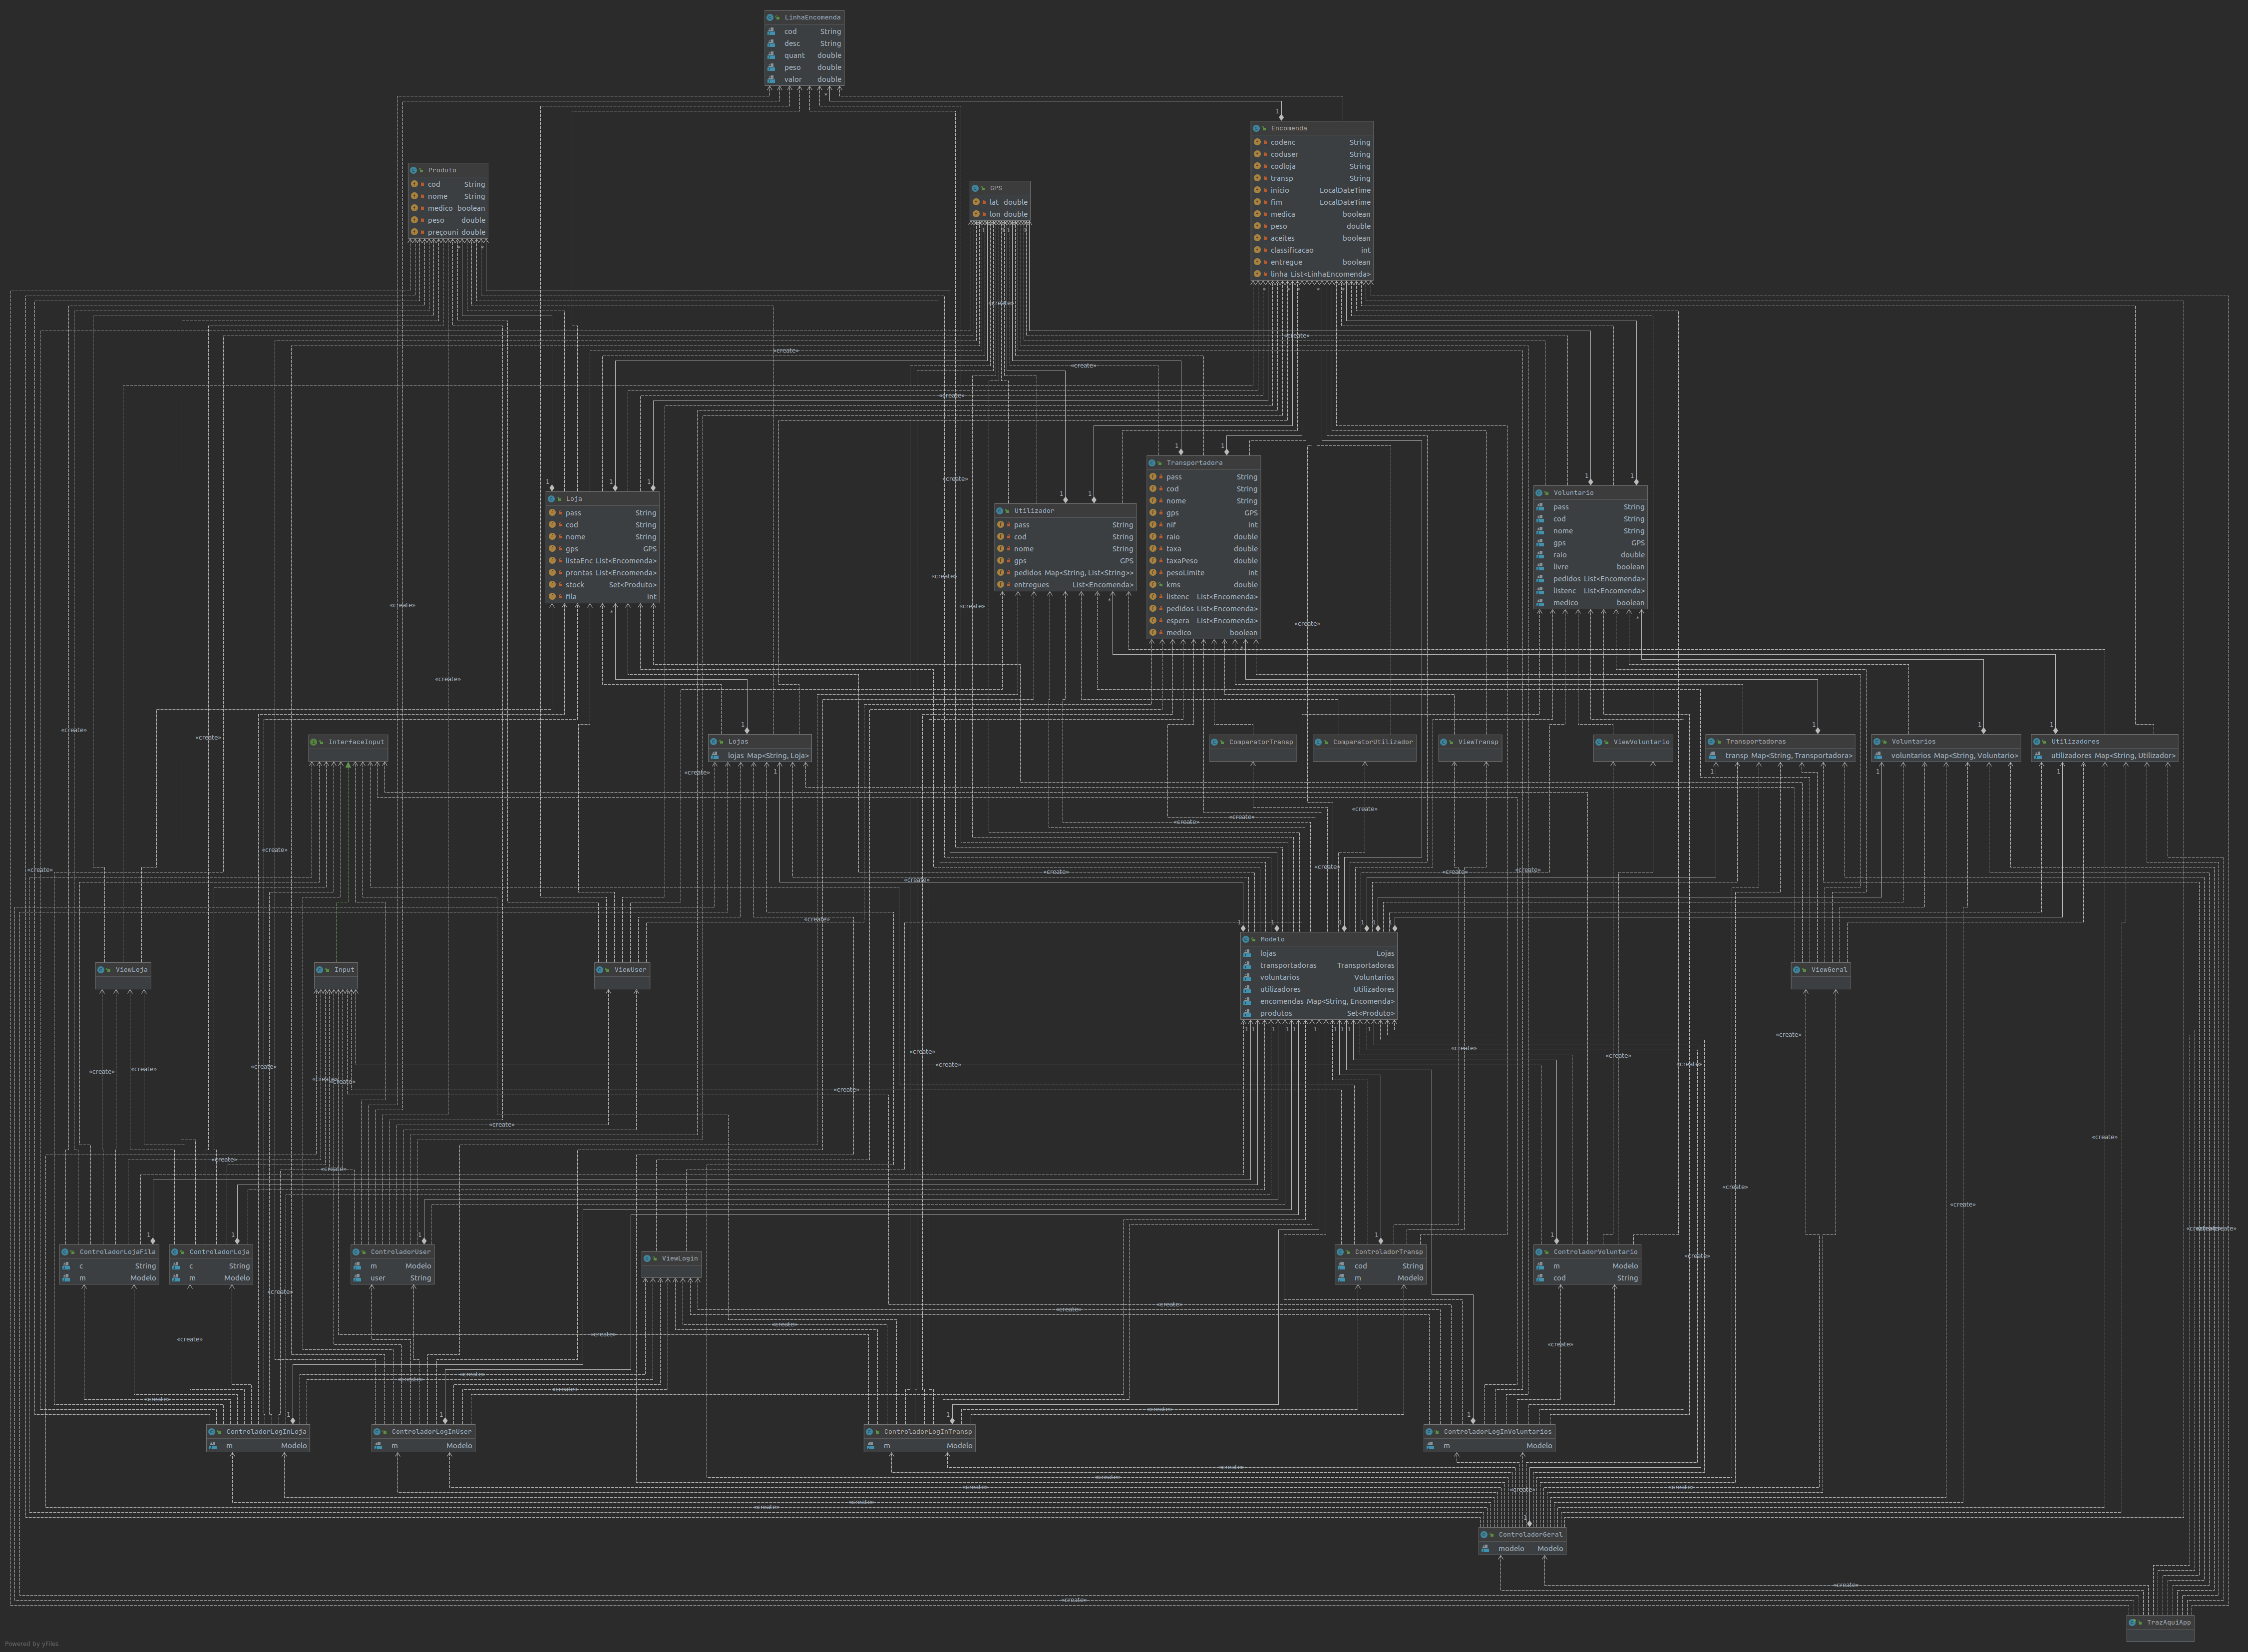 LinhaEncomenda
cod String
desc String
quant double
peso double
valor double
Encomenda
codenc String
coduser String
codloja String
transp String
inicio LocalDateTime
fim LocalDateTime
medica boolean
peso double
aceites boolean
classificacao int
entregue boolean
linha List<LinhaEncomenda>
Produto
cod String
nome String
medico boolean
peso double
preçouni double
GPS
lat double
lon double
Transportadora
pass String
cod String
nome String
gps GPS
nif int
raio double
taxa double
taxaPeso double
pesoLimite int
kms double
listenc List<Encomenda>
pedidos List<Encomenda>
espera List<Encomenda>
medico boolean
Voluntario
pass String
cod String
nome String
gps GPS
raio double
livre boolean
pedidos List<Encomenda>
listenc List<Encomenda>
medico boolean
Loja
pass String
cod String
nome String
gps GPS
listaEnc List<Encomenda>
prontas List<Encomenda>
stock Set<Produto>
fila int
Utilizador
pass String
cod String
nome String
gps GPS
pedidos Map<String, List<String>>
entregues List<Encomenda>
InterfaceInput
Lojas
lojas Map<String, Loja>
ComparatorTransp
ComparatorUtilizador
ViewTransp
ViewVoluntario
Transportadoras
transp Map<String, Transportadora>
Voluntarios
voluntarios Map<String, Voluntario>
Utilizadores
utilizadores Map<String, Utilizador>
Modelo
lojas Lojas
transportadoras Transportadoras
voluntarios Voluntarios
utilizadores Utilizadores
encomendas Map<String, Encomenda>
produtos Set<Produto>
ViewLoja
Input
ViewUser
ViewGeral
ControladorLojaFila
c String
m Modelo
ControladorLoja
c String
m Modelo
ControladorUser
m Modelo
user String
ViewLogin
ControladorTransp
cod String
m Modelo
ControladorVoluntario
m Modelo
cod String
ControladorLogInLoja
m Modelo
ControladorLogInUser
m Modelo
ControladorLogInTransp
m Modelo
ControladorLogInVoluntarios
m Modelo
ControladorGeral
modelo Modelo
TrazAquiApp
«create»
Powered by yFiles